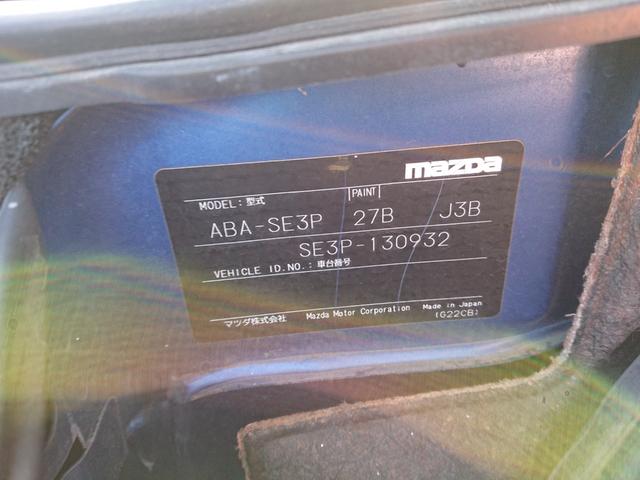 mazda
MODEL: 型式 PAINT
ABA-SE3P 27B J3B
SE3P-130932
VEHICLE ID.NO.: 車台番号
マツダ株式会社 Mazda Motor Corporation Made in Japan
(G22CB)